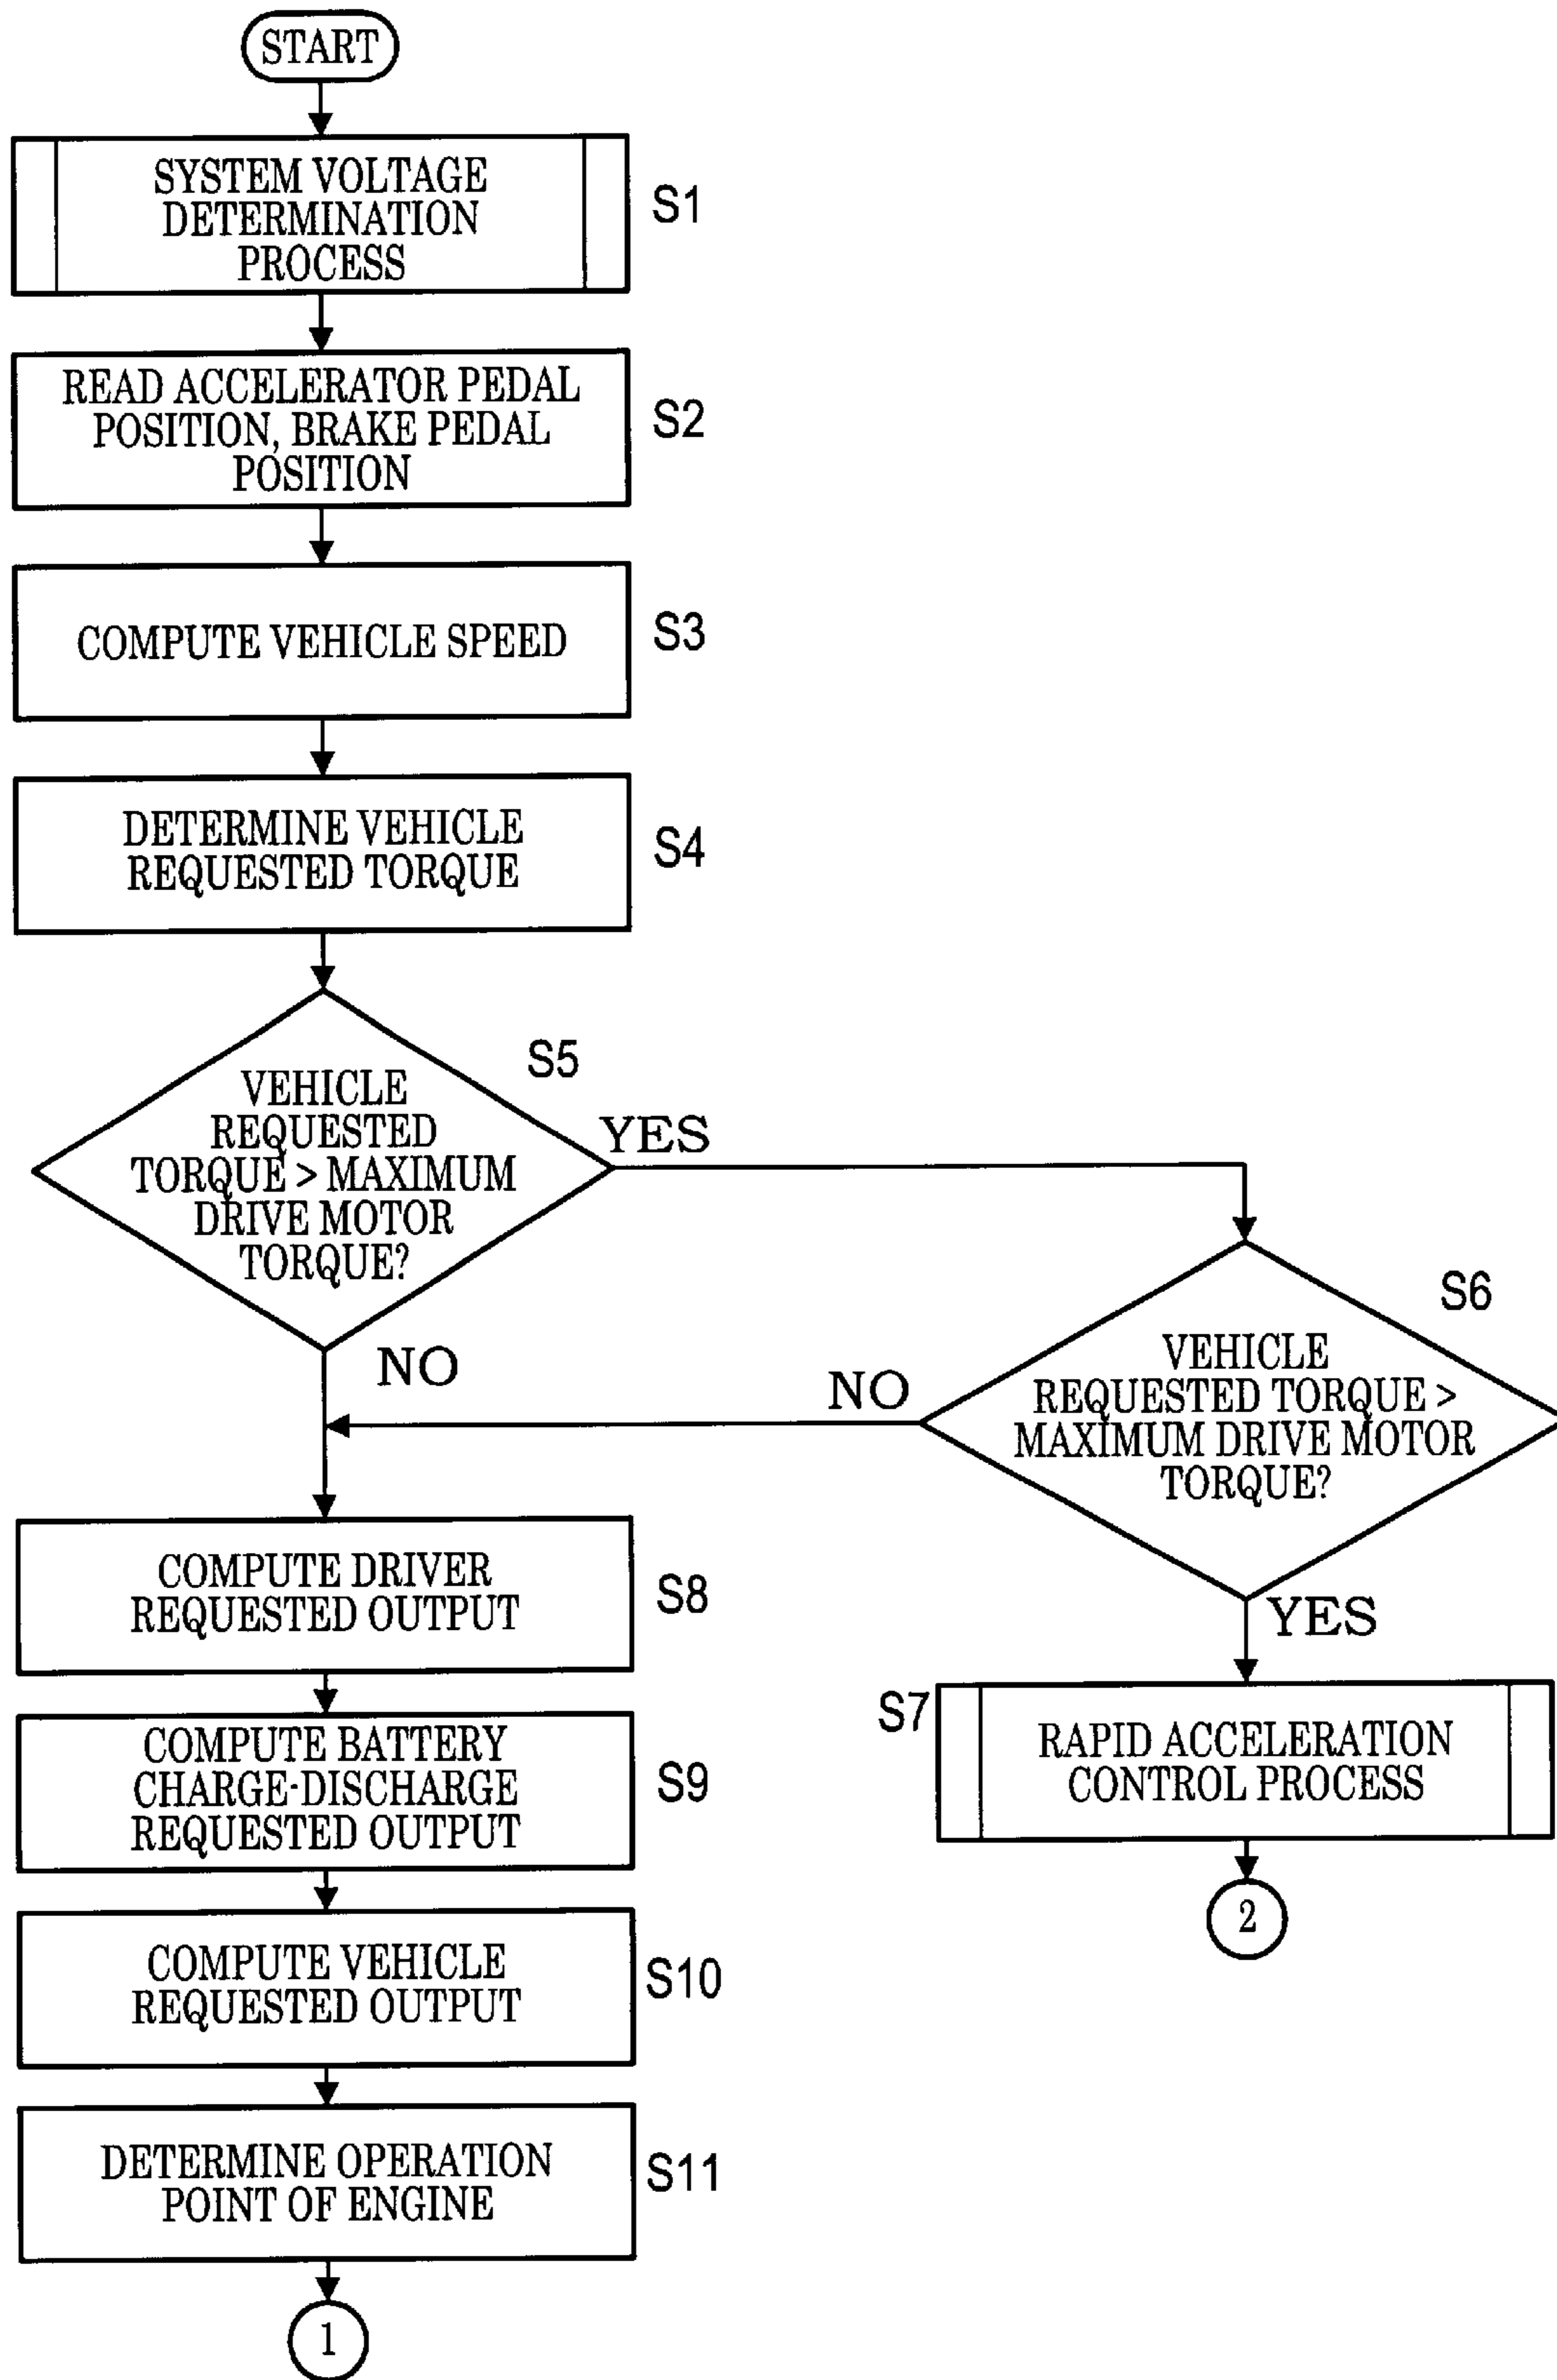 START
SYSTEM VOLTAGE
DETERMINATION
PROCESS
S1
READ ACCELERATOR PEDAL
POSITION, BRAKE PEDAL
POSITION
S2
COMPUTE VEHICLE SPEED
S3
DETERMINE VEHICLE
REQUESTED TORQUE
S4
S5
VEHICLE
REQUESTED
TORQUE > MAXIMUM
DRIVE MOTOR
TORQUE?
YES
NO
S6
VEHICLE
REQUESTED TORQUE >
MAXIMUM DRIVE MOTOR
TORQUE?
NO
YES
S7
RAPID ACCELERATION
CONTROL PROCESS
2
COMPUTE DRIVER
REQUESTED OUTPUT
S8
COMPUTE BATTERY
CHARGE-DISCHARGE
REQUESTED OUTPUT
S9
COMPUTE VEHICLE
REQUESTED OUTPUT
S10
DETERMINE OPERATION
POINT OF ENGINE
S11
1